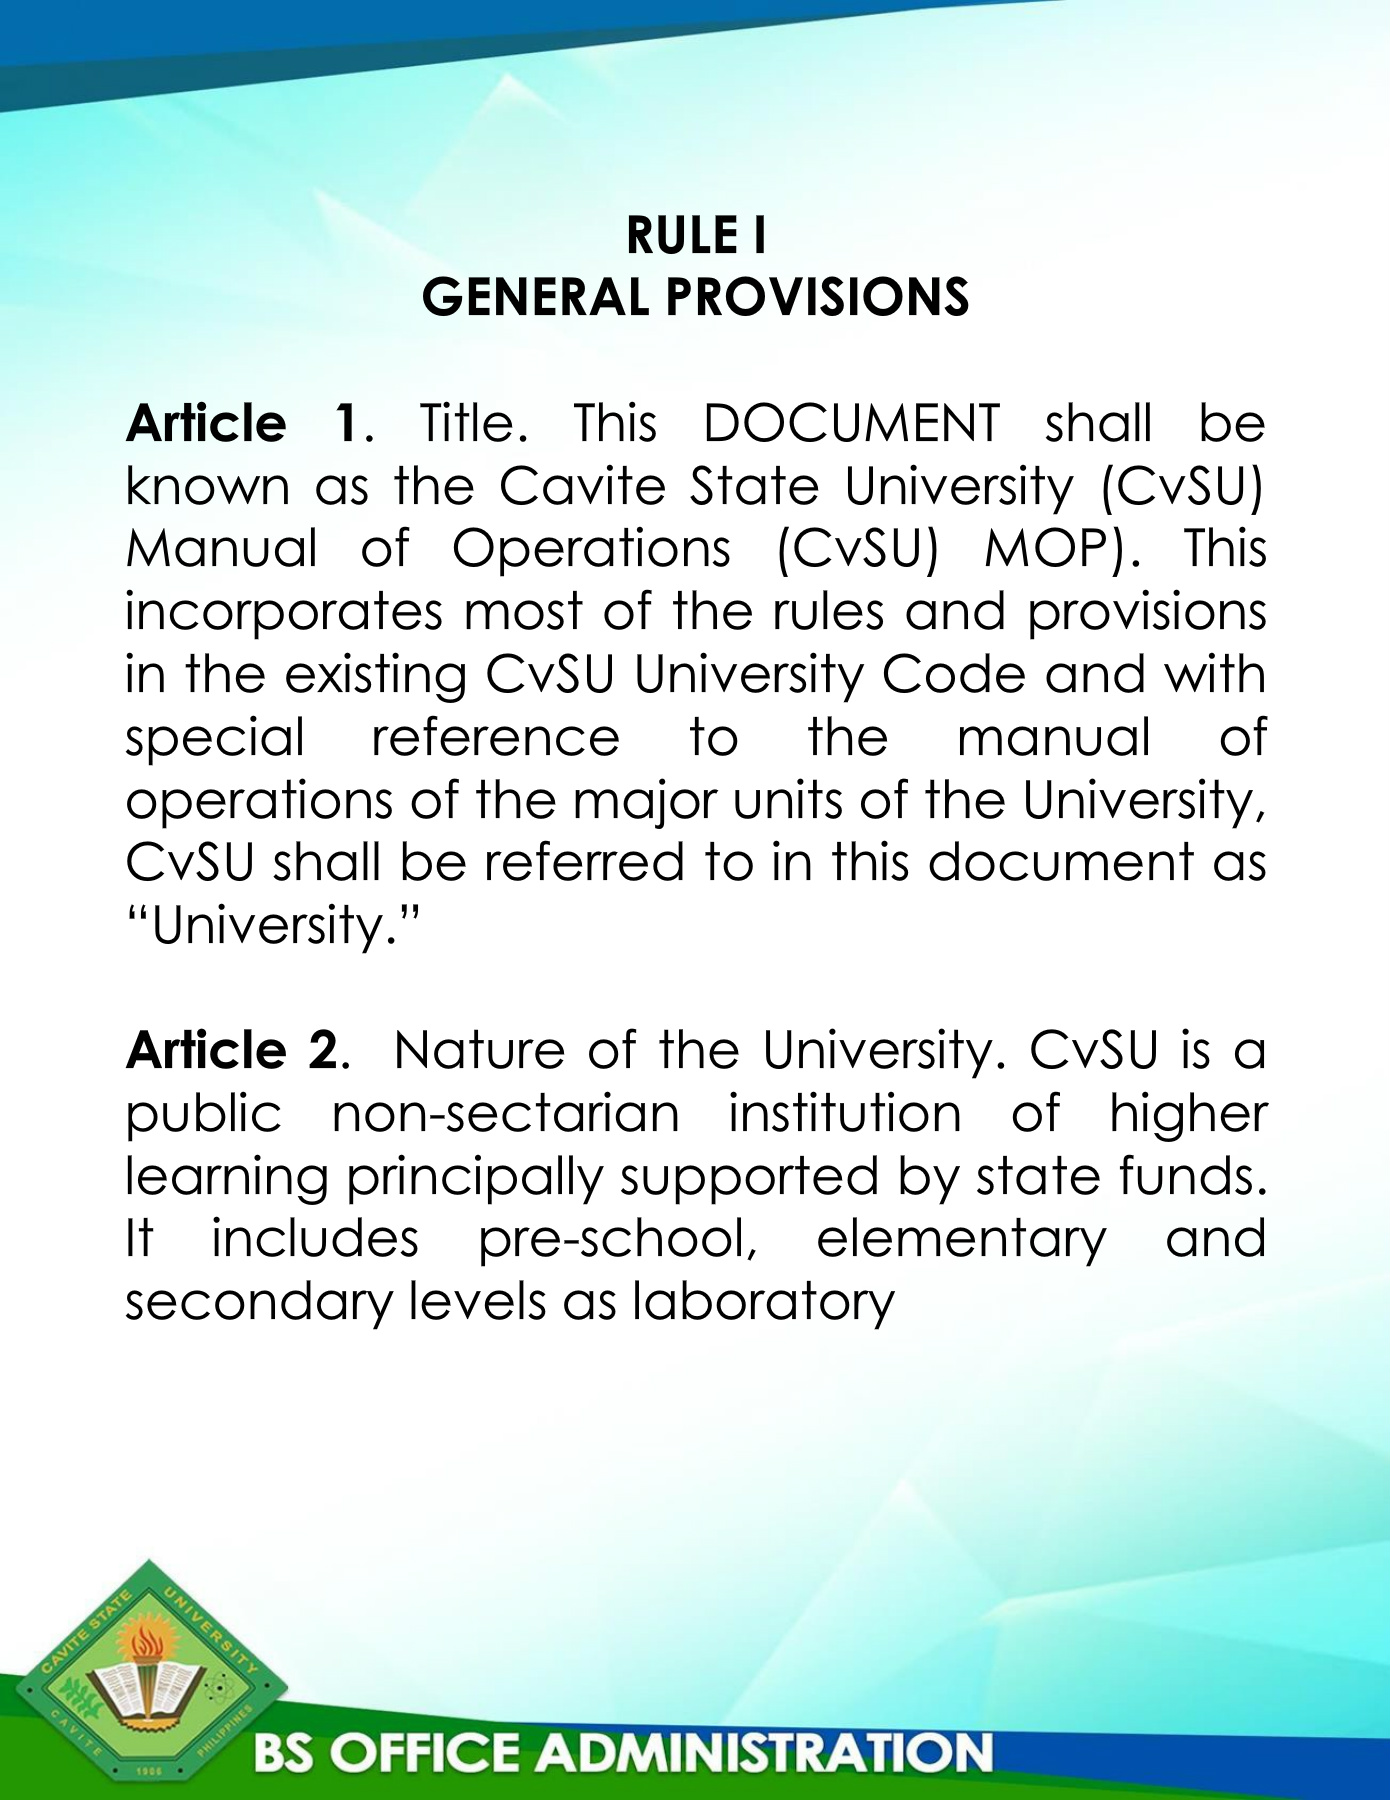 RULE I
GENERAL PROVISIONS
Article 1. Title. This DOCUMENT shall be
known as the Cavite State University (CvSU)
Manual of Operations (CvSU) MOP). This
incorporates most of the rules and provisions
in the existing CvSU University Code and with
special reference to the manual of
operations of the major units of the University,
CvSU shall be referred to in this document as
“University.”
Article 2. Nature of the University. CvSU is a
public non-sectarian institution of higher
learning principally supported by state funds.
It includes pre-school, elementary and
secondary levels as laboratory
CAVITE STATE UNIVERSITY
CAVITE PHILIPPINES
1906
BS OFFICE ADMINISTRATION